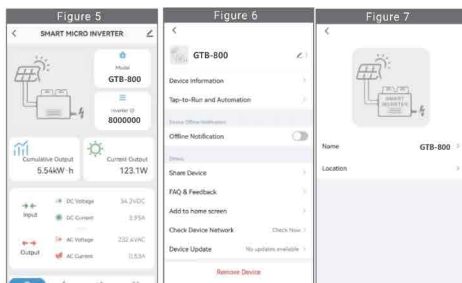 Figure 5
SMART MICRO INVERTER
Model
GTB-800
Inverter ID
8000000
Cumulative Output
5.54kW·h
Current Output
123.1W
Input
DC Voltage
34.2VDC
DC Current
3.95A
Output
AC Voltage
232.4VAC
AC Current
0.53A
Figure 6
GTB-800
Device Information
Tap-to-Run and Automation
Device Offline Notification
Offline Notification
Others
Share Device
FAQ & Feedback
Add to home screen
Check Device Network
Check Now
Device Update
No updates available
Remove Device
Figure 7
SMART
INVERTER
Name
GTB-800
Location